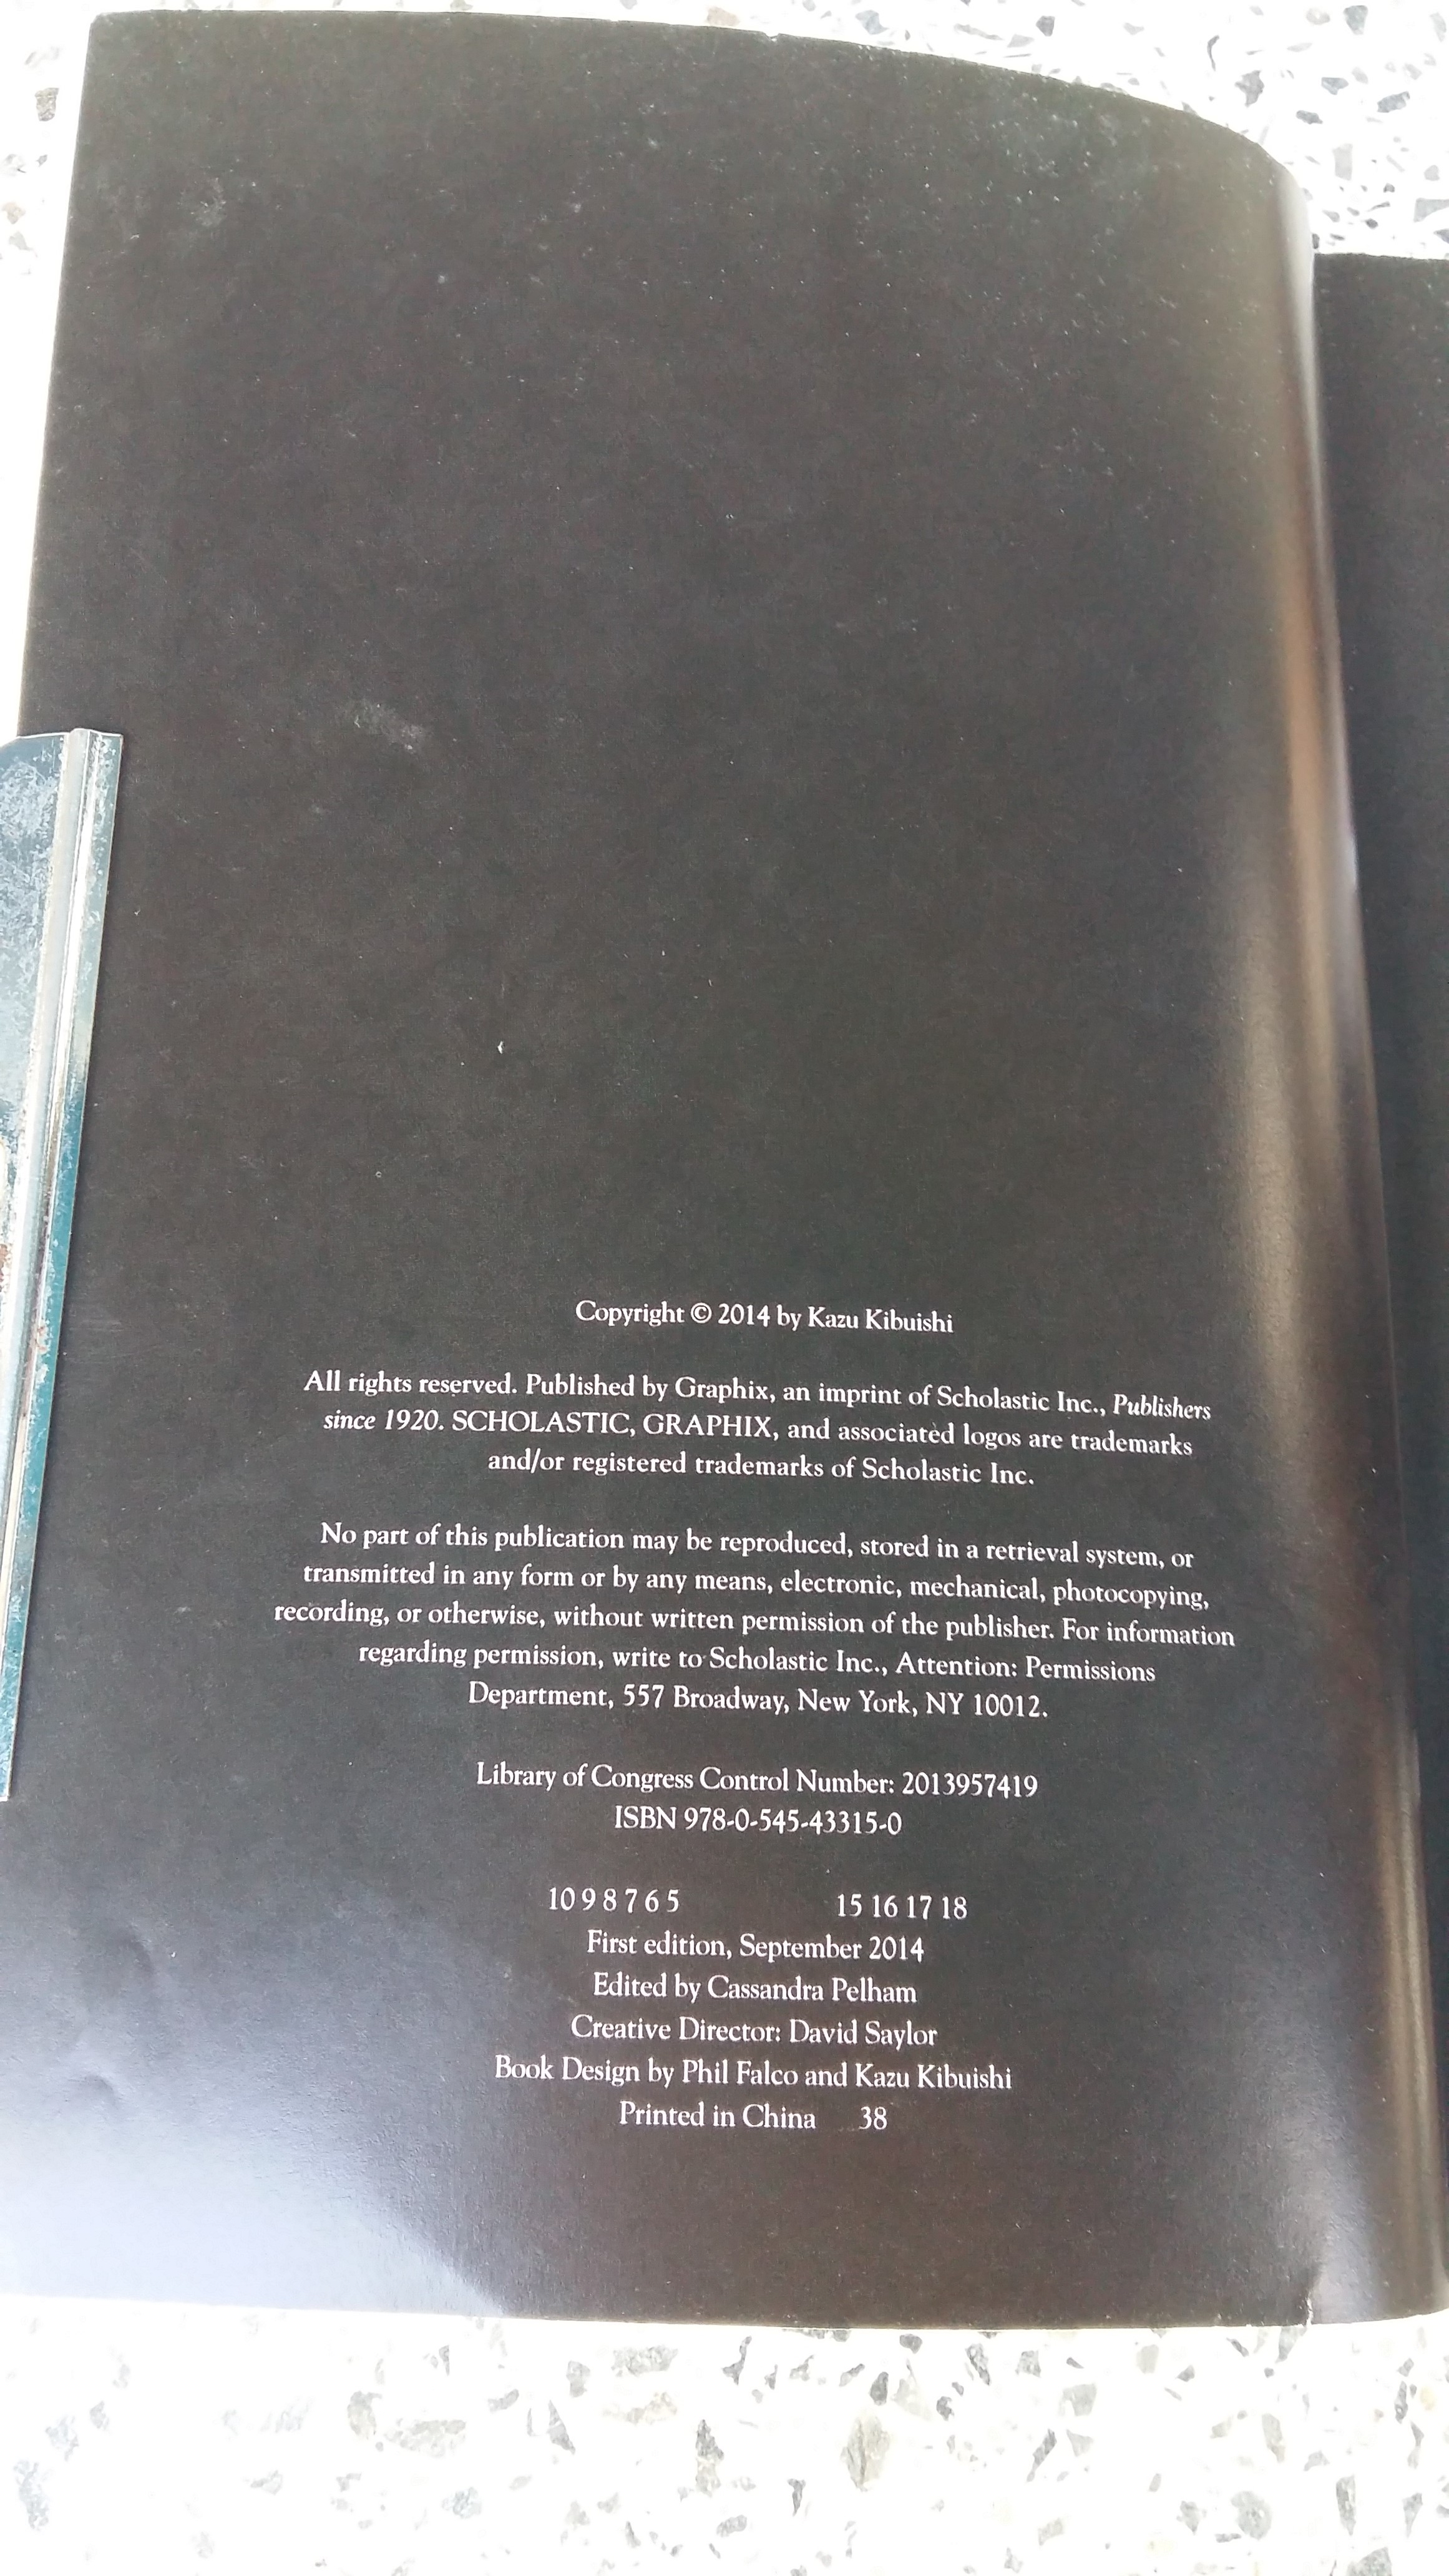 Copyright © 2014 by Kazu Kibuishi
All rights reserved. Published by Graphix, an imprint of Scholastic Inc., Publishers
since 1920. SCHOLASTIC, GRAPHIX, and associated logos are trademarks
and/or registered trademarks of Scholastic Inc.
No part of this publication may be reproduced, stored in a retrieval system, or
transmitted in any form or by any means, electronic, mechanical, photocopying,
recording, or otherwise, without written permission of the publisher. For information
regarding permission, write to Scholastic Inc., Attention: Permissions
Department, 557 Broadway, New York, NY 10012.
Library of Congress Control Number: 2013957419
ISBN 978-0-545-43315-0
10 9 8 7 6 5 15 16 17 18
First edition, September 2014
Edited by Cassandra Pelham
Creative Director: David Saylor
Book Design by Phil Falco and Kazu Kibuishi
Printed in China 38